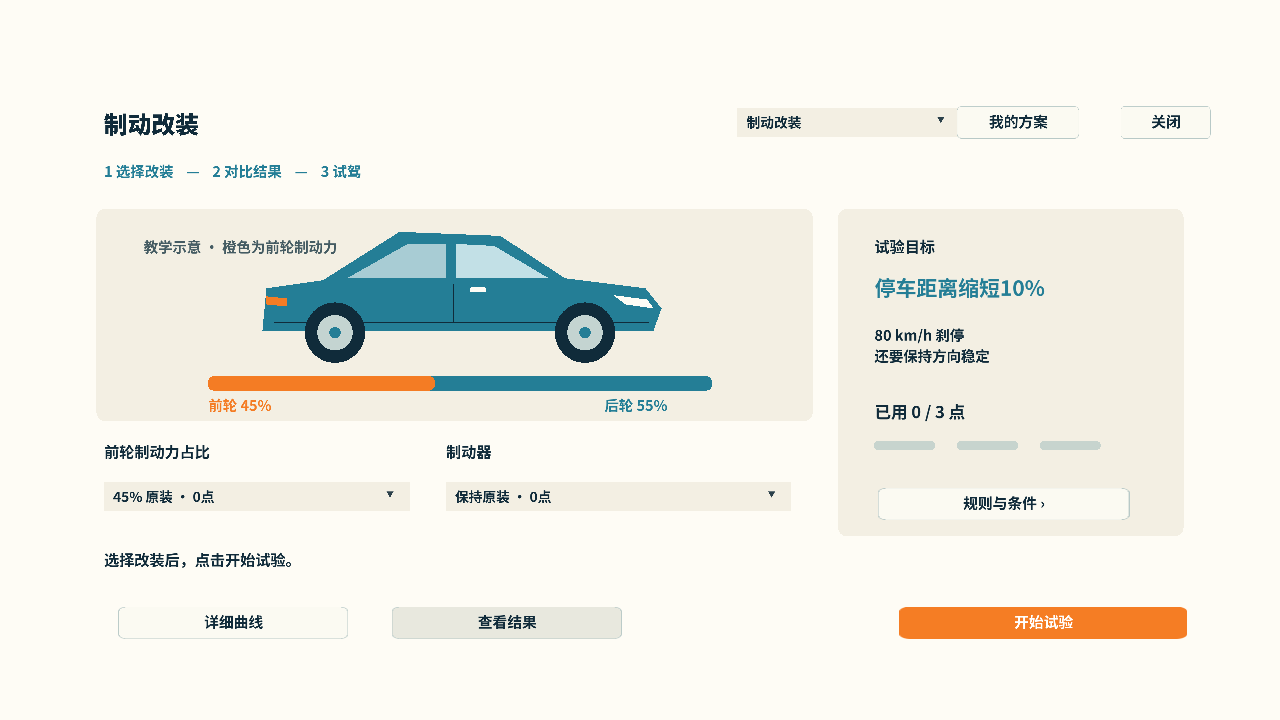 制动改装
制动改装
我的方案
关闭
1 选择改装 — 2 对比结果 — 3 试驾
教学示意 · 橙色为前轮制动力
前轮 45%
后轮 55%
试验目标
停车距离缩短10%
80 km/h 刹停
还要保持方向稳定
已用 0 / 3 点
规则与条件 ›
前轮制动力占比
制动器
45% 原装 · 0点
保持原装 · 0点
选择改装后，点击开始试验。
详细曲线
查看结果
开始试验